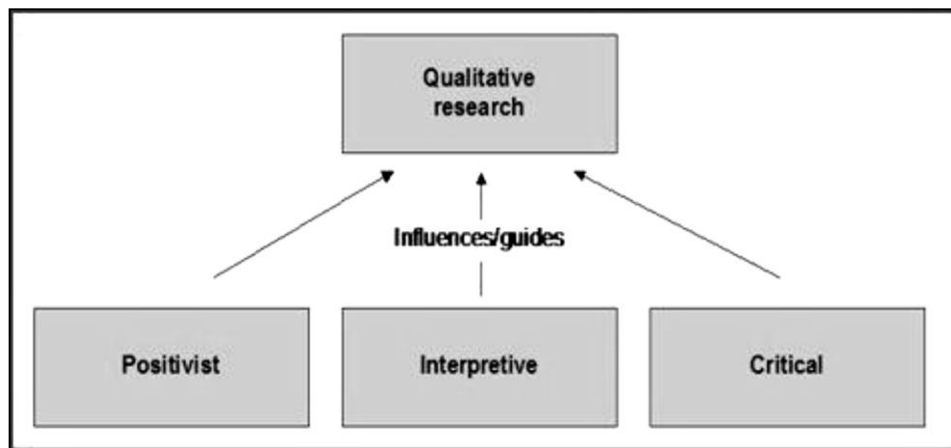 Qualitative
research
Influences/guides
Positivist
Interpretive
Critical